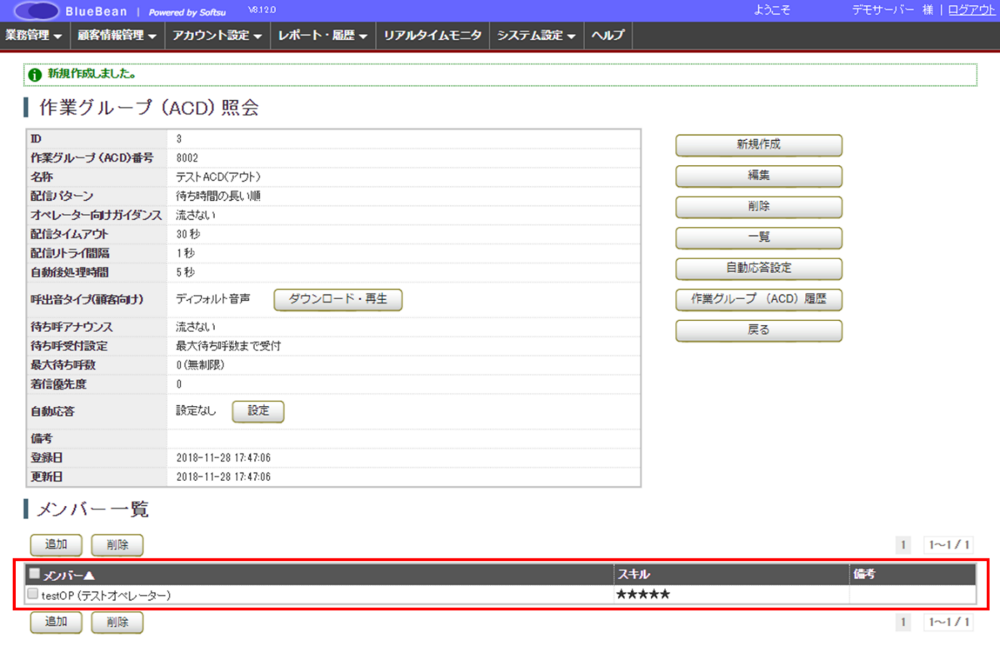 BlueBean | Powered by Softsu V8.12.0 ようこそ デモサーバー 様 | ログアウト
業務管理 顧客情報管理 アカウント設定 レポート・履歴 リアルタイムモニタ システム設定 ヘルプ
新規作成しました。
作業グループ (ACD) 照会
ID 3
作業グループ (ACD)番号 8002
名称 テストACD(アウト)
配信パターン 待ち時間の長い順
オペレーター向けガイダンス 流さない
配信タイムアウト 30 秒
配信リトライ間隔 1 秒
自動後処理時間 5 秒
呼出音タイプ(顧客向け) ディフォルト音声 ダウンロード・再生
待ち呼アナウンス 流さない
待ち呼受付設定 最大待ち呼数まで受付
最大待ち呼数 0 (無制限)
着信優先度 0
自動応答 設定なし 設定
備考
登録日 2018-11-28 17:47:06
更新日 2018-11-28 17:47:06
新規作成
編集
削除
一覧
自動応答設定
作業グループ (ACD) 履歴
戻る
メンバー 一覧
追加 削除 1 1～1 / 1
メンバー▲ スキル 備考
testOP (テストオペレーター) ★★★★★
追加 削除 1 1～1 / 1